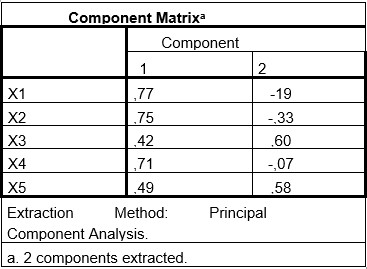 Component Matrixᵃ
Component
1 2
X1 ,77 -19
X2 ,75 -,33
X3 ,42 .60
X4 ,71 -,07
X5 .49 .58
Extraction Method: Principal
Component Analysis.
a. 2 components extracted.